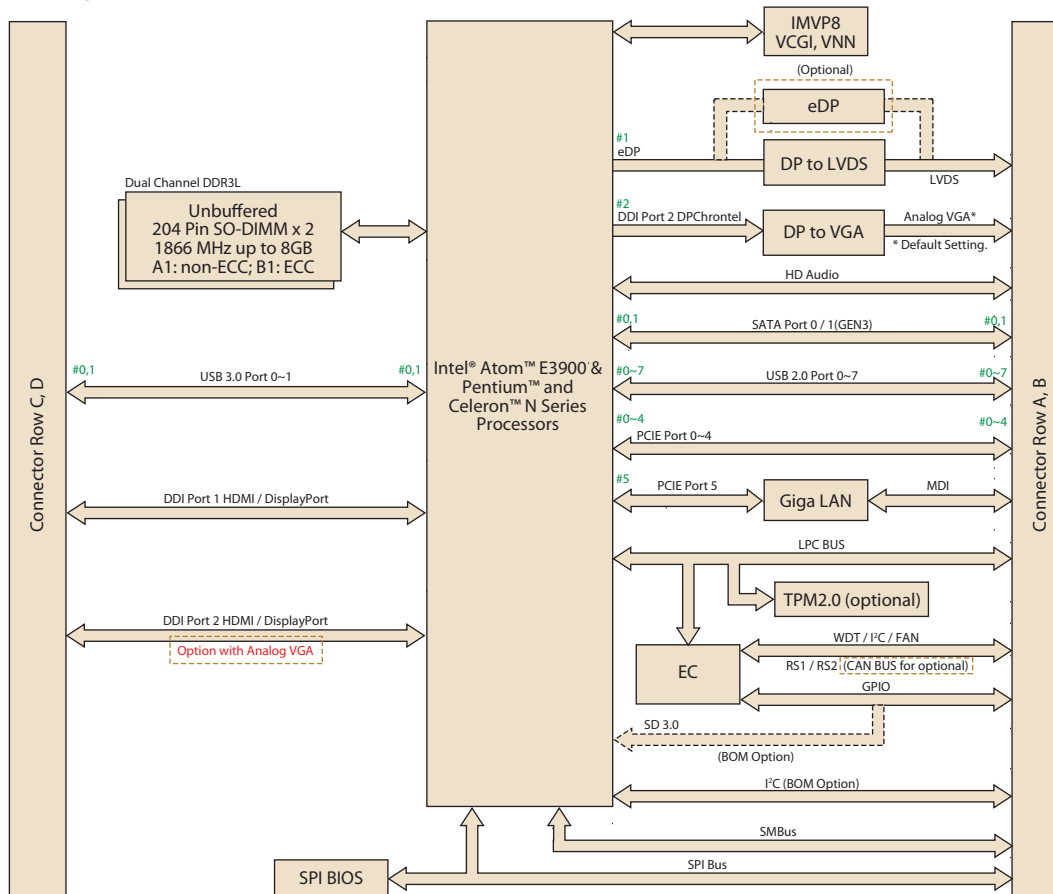 IMVP8
VCGI, VNN
(Optional)
eDP
#1
eDP
DP to LVDS
LVDS
Dual Channel DDR3L
Unbuffered
204 Pin SO-DIMM x 2
1866 MHz up to 8GB
A1: non-ECC; B1: ECC
#2
DDI Port 2 DPChrontel
DP to VGA
Analog VGA*
* Default Setting.
HD Audio
#0,1
SATA Port 0 / 1(GEN3)
#0,1
Connector Row C, D
#0,1
USB 3.0 Port 0~1
#0,1
Intel® Atom™ E3900 &
Pentium™ and
Celeron™ N Series
Processors
#0~7
USB 2.0 Port 0~7
#0~7
Connector Row A, B
#0~4
PCIE Port 0~4
#0~4
#5
PCIE Port 5
Giga LAN
MDI
DDI Port 1 HDMI / DisplayPort
LPC BUS
TPM2.0 (optional)
DDI Port 2 HDMI / DisplayPort
Option with Analog VGA
EC
WDT / I²C / FAN
RS1 / RS2 (CAN BUS for optional)
GPIO
SD 3.0
(BOM Option)
I²C (BOM Option)
SMBus
SPI Bus
SPI BIOS